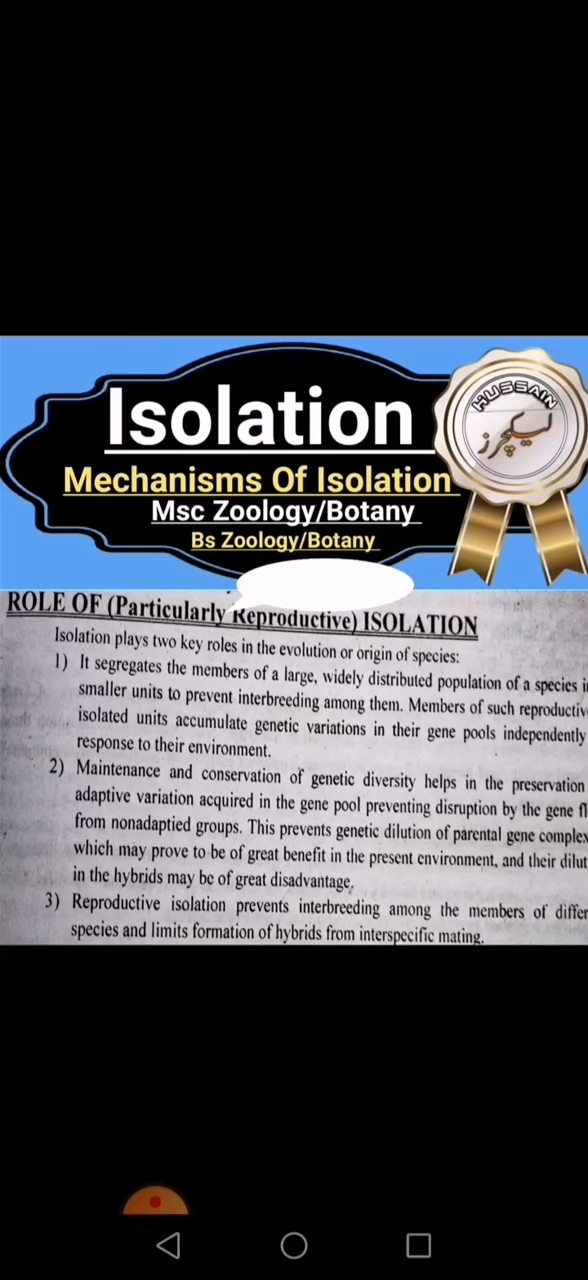 Isolation
HUSSAIN
لیکچرز
Mechanisms Of Isolation
Msc Zoology/Botany
Bs Zoology/Botany
ROLE OF (Particularly Reproductive) ISOLATION
Isolation plays two key roles in the evolution or origin of species:
1) It segregates the members of a large, widely distributed population of a species i
smaller units to prevent interbreeding among them. Members of such reproductiv
isolated units accumulate genetic variations in their gene pools independently
response to their environment.
2) Maintenance and conservation of genetic diversity helps in the preservation
adaptive variation acquired in the gene pool preventing disruption by the gene fl
from nonadaptied groups. This prevents genetic dilution of parental gene complex
which may prove to be of great benefit in the present environment, and their dilut
in the hybrids may be of great disadvantage,
3) Reproductive isolation prevents interbreeding among the members of differ
species and limits formation of hybrids from interspecific mating.